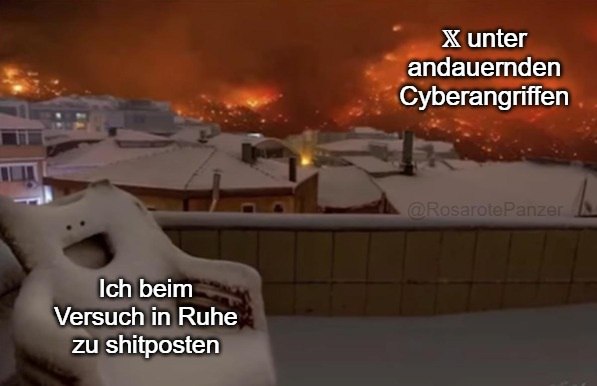 𝕏 unter
andauernden
Cyberangriffen
@RosarotePanzer
Ich beim
Versuch in Ruhe
zu shitposten